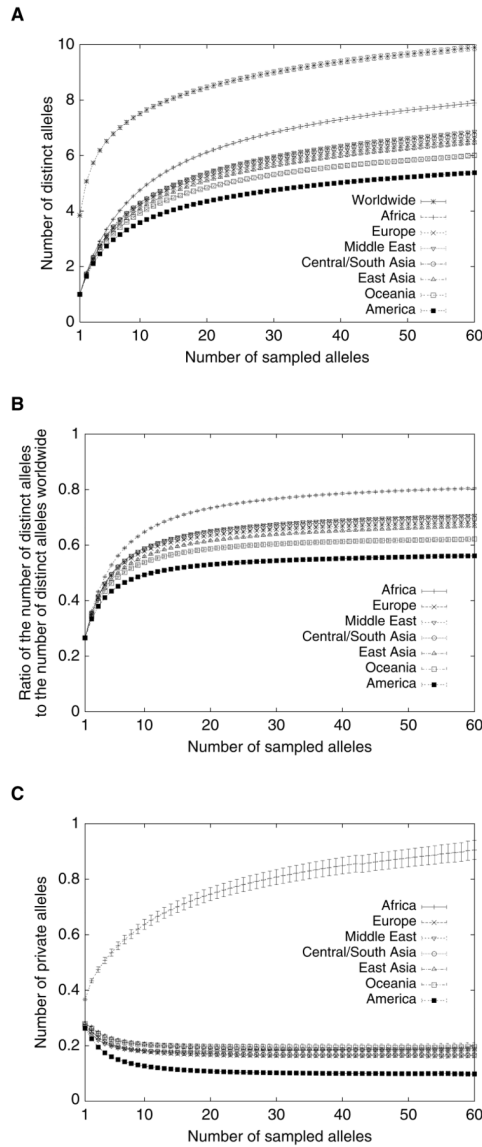 A
10
8
6
4
2
0
Number of distinct alleles
Worldwide
Africa
Europe
Middle East
Central/South Asia
East Asia
Oceania
America
1 10 20 30 40 50 60
Number of sampled alleles
B
1
0.8
0.6
0.4
0.2
0
Ratio of the number of distinct alleles
to the number of distinct alleles worldwide
Africa
Europe
Middle East
Central/South Asia
East Asia
Oceania
America
1 10 20 30 40 50 60
Number of sampled alleles
C
1
0.8
0.6
0.4
0.2
0
Number of private alleles
Africa
Europe
Middle East
Central/South Asia
East Asia
Oceania
America
1 10 20 30 40 50 60
Number of sampled alleles